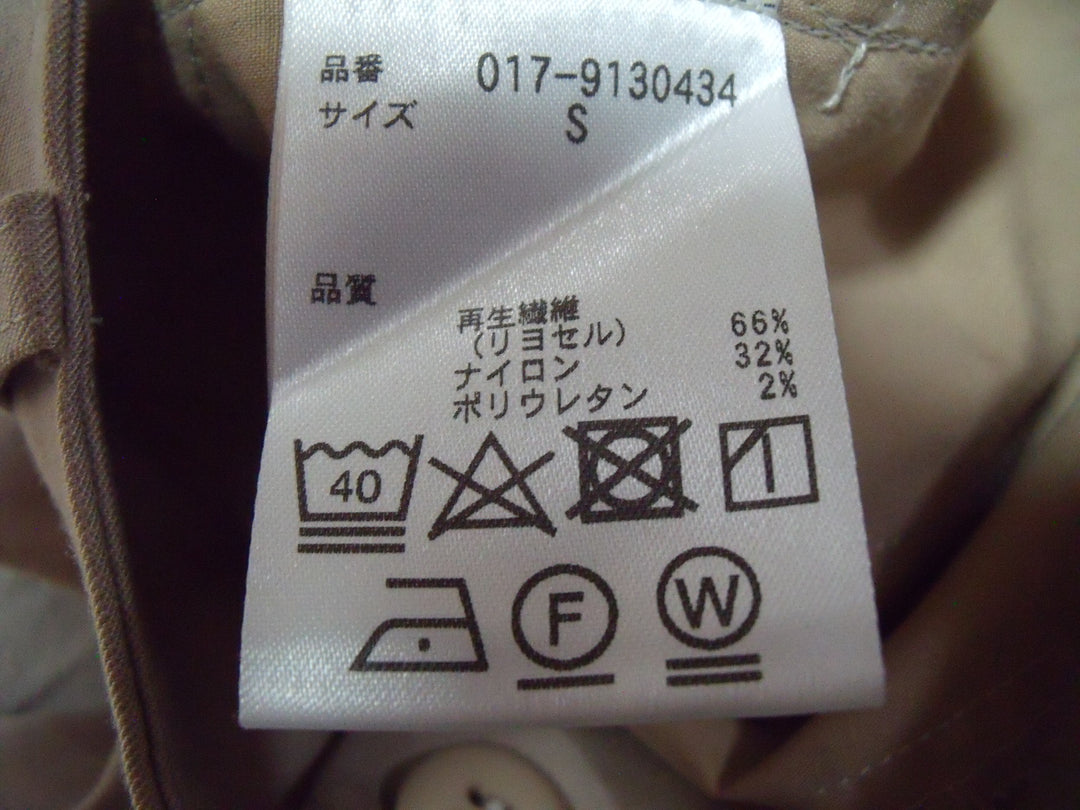 品番 017-9130434
サイズ S
品質
再生繊維 66%
(リヨセル)
ナイロン 32%
ポリウレタン 2%
40
F W